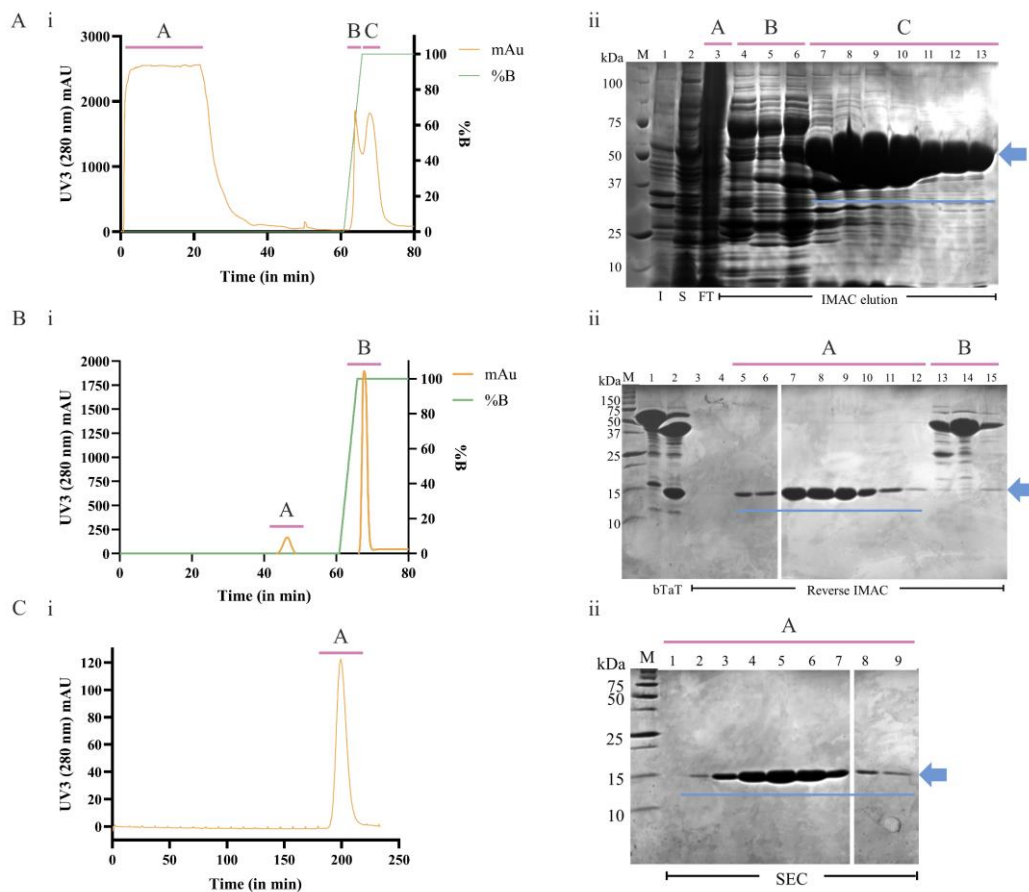 A i
A B C
3000
2500
2000
1500
1000
500
0
UV3 (280 nm) mAU
0 20 40 60 80
Time (in min)
100
80
60
40
20
0
%B
mAu
%B
ii
A B C
kDa M 1 2 3 4 5 6 7 8 9 10 11 12 13
100
75
50
37
25
10
I S FT IMAC elution
B i
A B
2000
1750
1500
1250
1000
750
500
250
0
UV3 (280 nm) mAU
0 20 40 60 80
Time (in min)
100
80
60
40
20
0
%B
mAu
%B
ii
A B
kDa M 1 2 3 4 5 6 7 8 9 10 11 12 13 14 15
150
75
50
37
25
15
10
bTaT Reverse IMAC
C i
A
120
100
80
60
40
20
0
UV3 (280 nm) mAU
0 50 100 150 200 250
Time (in min)
ii
A
kDa M 1 2 3 4 5 6 7 8 9
75
50
25
15
10
SEC